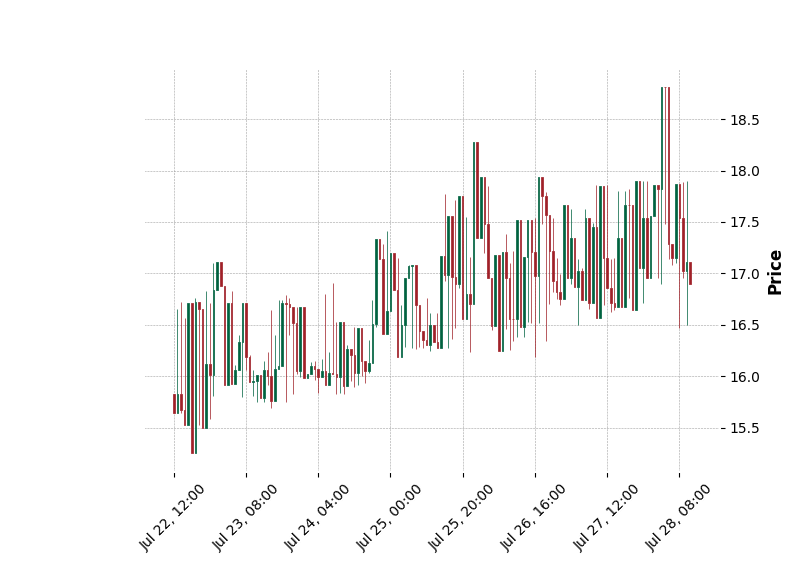 18.5
18.0
17.5
17.0
16.5
16.0
15.5
Price
Jul 22, 12:00
Jul 23, 08:00
Jul 24, 04:00
Jul 25, 00:00
Jul 25, 20:00
Jul 26, 16:00
Jul 27, 12:00
Jul 28, 08:00